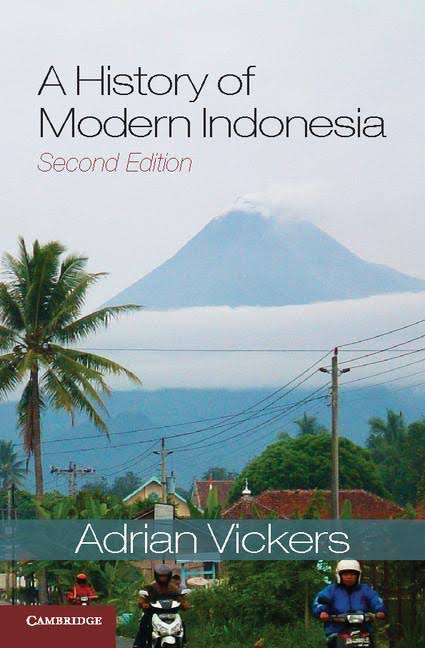 A History of
Modern Indonesia
Second Edition
Adrian Vickers
CAMBRIDGE